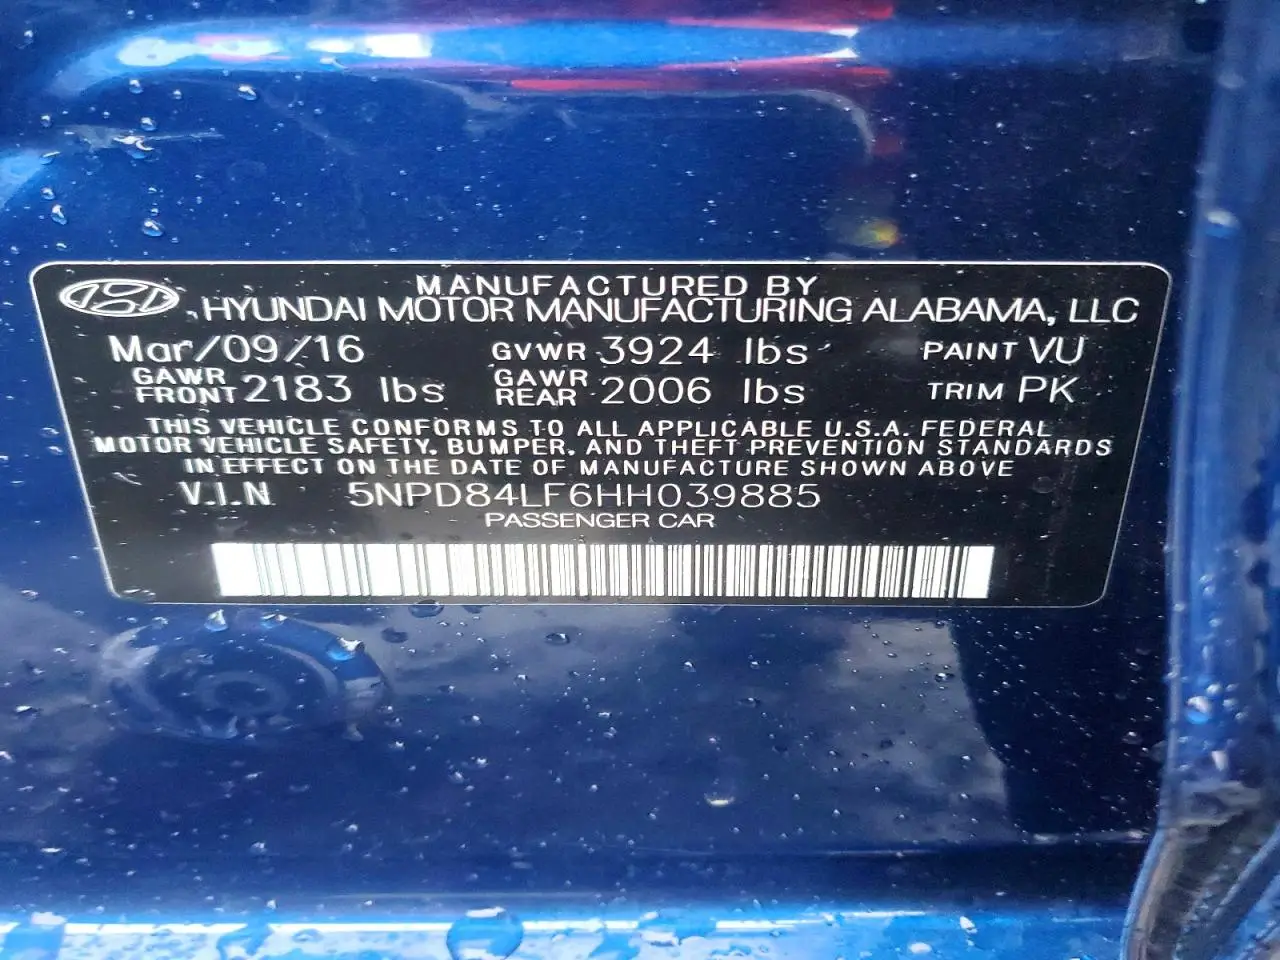 MANUFACTURED BY
HYUNDAI MOTOR MANUFACTURING ALABAMA, LLC
Mar/09/16 GVWR 3924 lbs PAINT VU
GAWR FRONT 2183 lbs GAWR REAR 2006 lbs TRIM PK
THIS VEHICLE CONFORMS TO ALL APPLICABLE U.S.A. FEDERAL
MOTOR VEHICLE SAFETY, BUMPER, AND THEFT PREVENTION STANDARDS
IN EFFECT ON THE DATE OF MANUFACTURE SHOWN ABOVE
V.I.N 5NPD84LF6HH039885
PASSENGER CAR